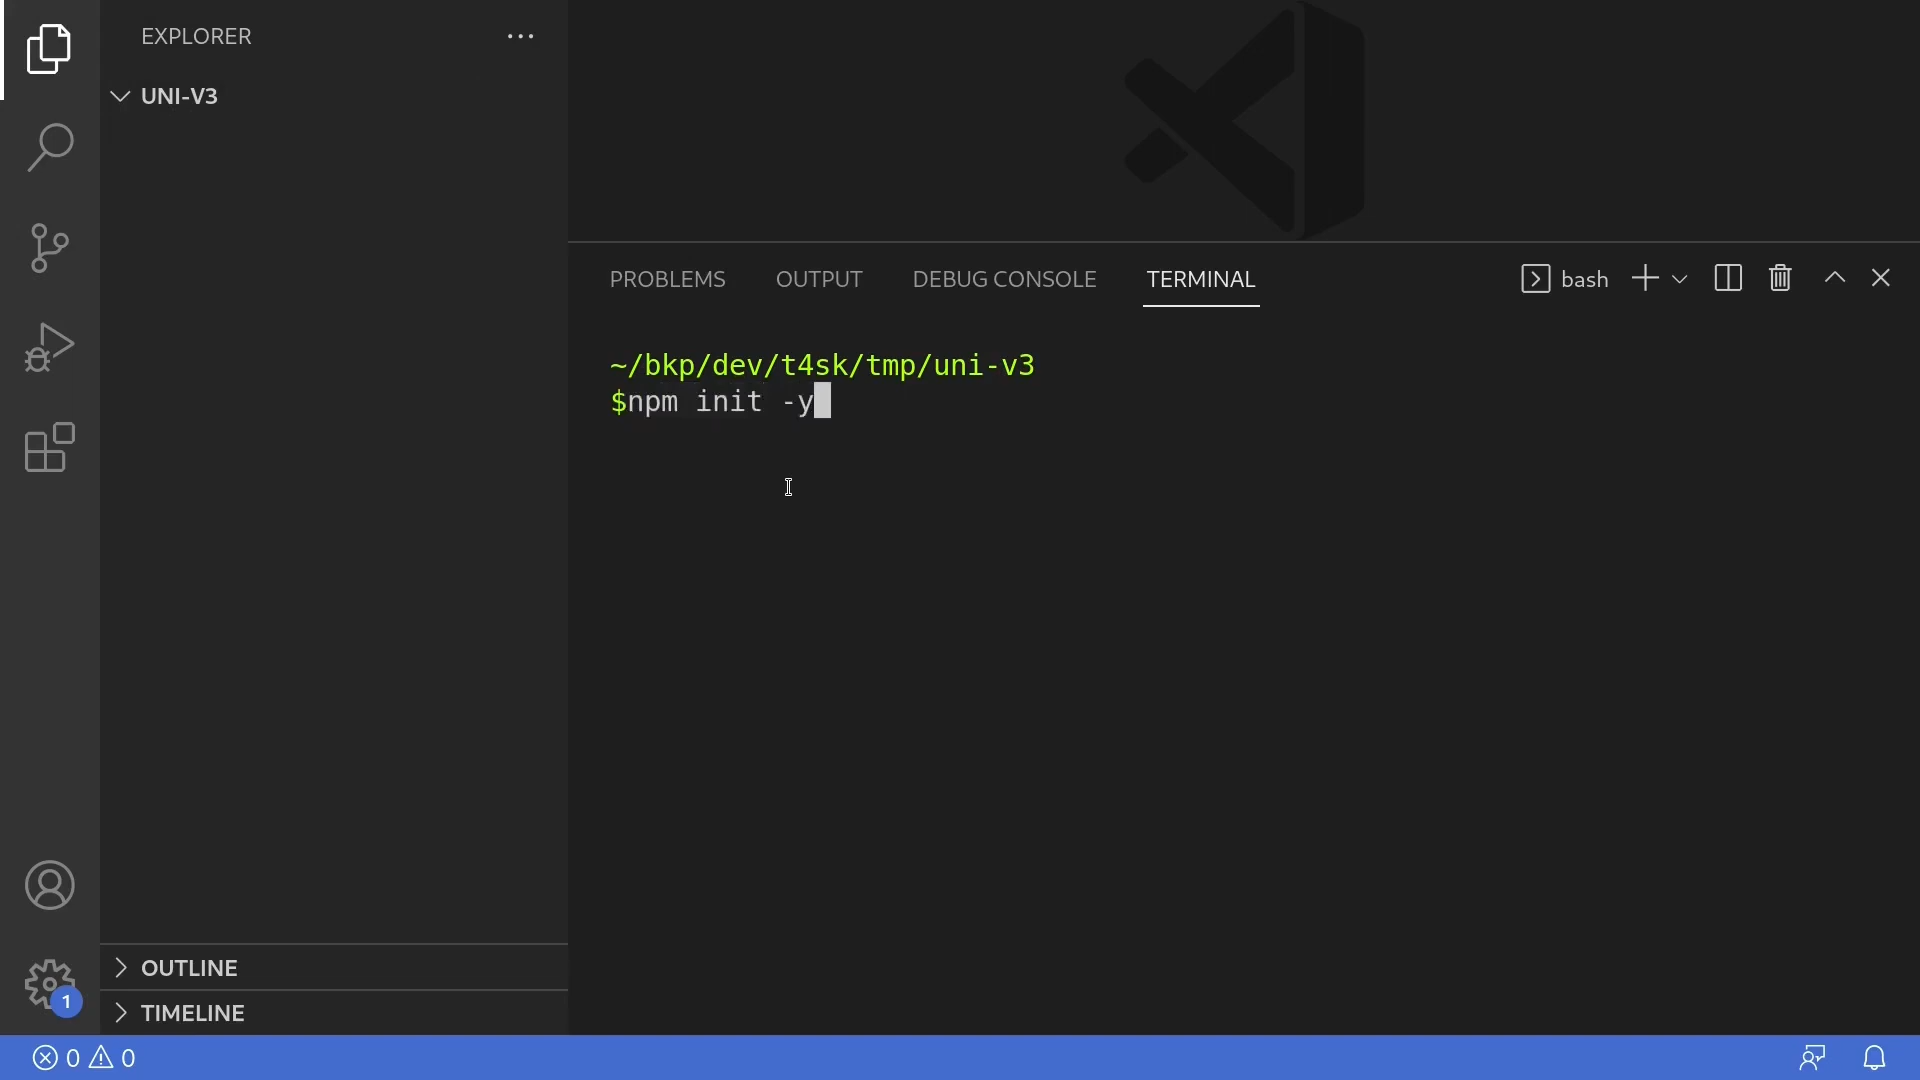 EXPLORER
UNI-V3
PROBLEMS OUTPUT DEBUG CONSOLE TERMINAL bash
~/bkp/dev/t4sk/tmp/uni-v3
$npm init -y
OUTLINE
1
TIMELINE
0 0